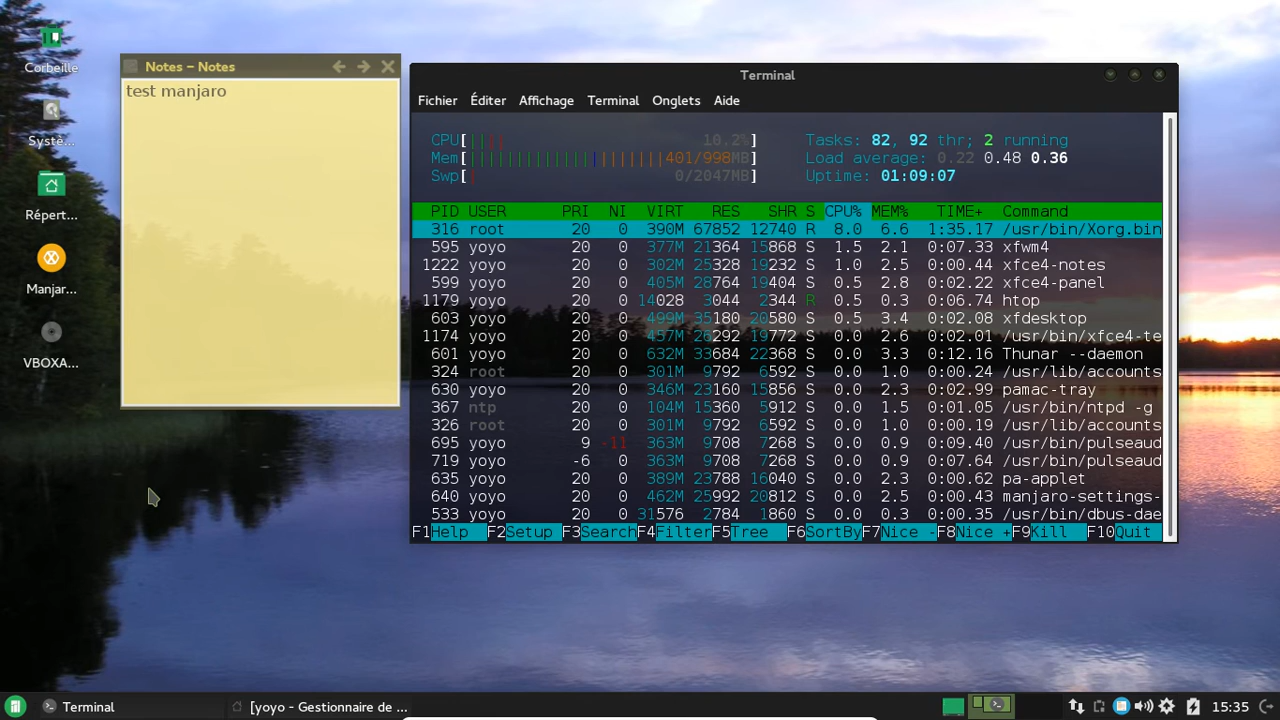 Corbeille
Systè...
Répert...
Manjar...
VBOXA...
Notes – Notes
test manjaro
Terminal
Fichier Éditer Affichage Terminal Onglets Aide
CPU[|||| 10.2%] Tasks: 82, 92 thr; 2 running
Mem[|||||||||||||||||||||401/998MB] Load average: 0.22 0.48 0.36
Swp[| 0/2047MB] Uptime: 01:09:07
PID USER PRI NI VIRT RES SHR S CPU% MEM% TIME+ Command
316 root 20 0 390M 67852 12740 R 8.0 6.6 1:35.17 /usr/bin/Xorg.bin
595 yoyo 20 0 377M 21364 15868 S 1.5 2.1 0:07.33 xfwm4
1222 yoyo 20 0 302M 25328 19232 S 1.0 2.5 0:00.44 xfce4-notes
599 yoyo 20 0 405M 28764 19404 S 0.5 2.8 0:02.22 xfce4-panel
1179 yoyo 20 0 14028 3044 2344 R 0.5 0.3 0:06.74 htop
603 yoyo 20 0 499M 35180 20580 S 0.5 3.4 0:02.08 xfdesktop
1174 yoyo 20 0 457M 26292 19772 S 0.0 2.6 0:02.01 /usr/bin/xfce4-te
601 yoyo 20 0 632M 33684 22368 S 0.0 3.3 0:12.16 Thunar --daemon
324 root 20 0 301M 9792 6592 S 0.0 1.0 0:00.24 /usr/lib/accounts
630 yoyo 20 0 346M 23160 15856 S 0.0 2.3 0:02.99 pamac-tray
367 ntp 20 0 104M 15360 5912 S 0.0 1.5 0:01.05 /usr/bin/ntpd -g
326 root 20 0 301M 9792 6592 S 0.0 1.0 0:00.19 /usr/lib/accounts
695 yoyo 9 -11 363M 9708 7268 S 0.0 0.9 0:09.40 /usr/bin/pulseaud
719 yoyo -6 0 363M 9708 7268 S 0.0 0.9 0:07.64 /usr/bin/pulseaud
635 yoyo 20 0 389M 23788 16040 S 0.0 2.3 0:00.62 pa-applet
640 yoyo 20 0 462M 25992 20812 S 0.0 2.5 0:00.43 manjaro-settings-
533 yoyo 20 0 31576 2784 1860 S 0.0 0.3 0:00.35 /usr/bin/dbus-dae
F1Help F2Setup F3SearchF4FilterF5Tree F6SortByF7Nice -F8Nice +F9Kill F10Quit
Terminal
[yoyo - Gestionnaire de ...
15:35